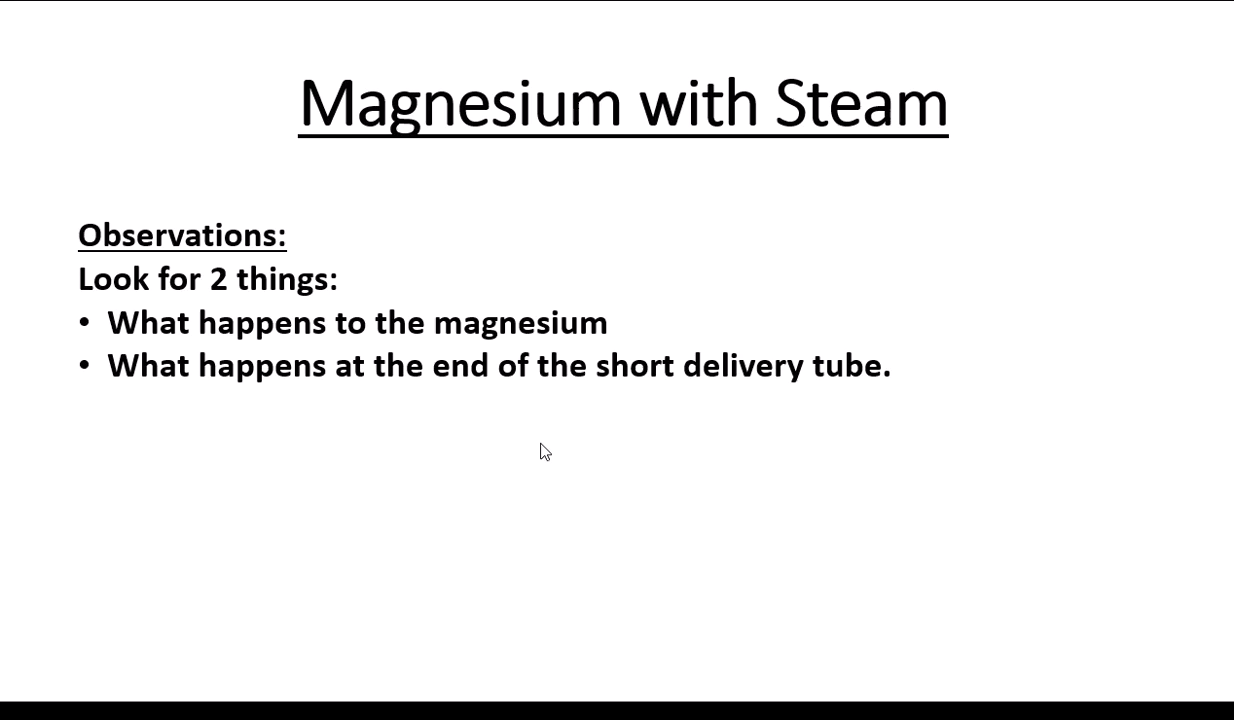 Magnesium with Steam
Observations:
Look for 2 things:
• What happens to the magnesium
• What happens at the end of the short delivery tube.